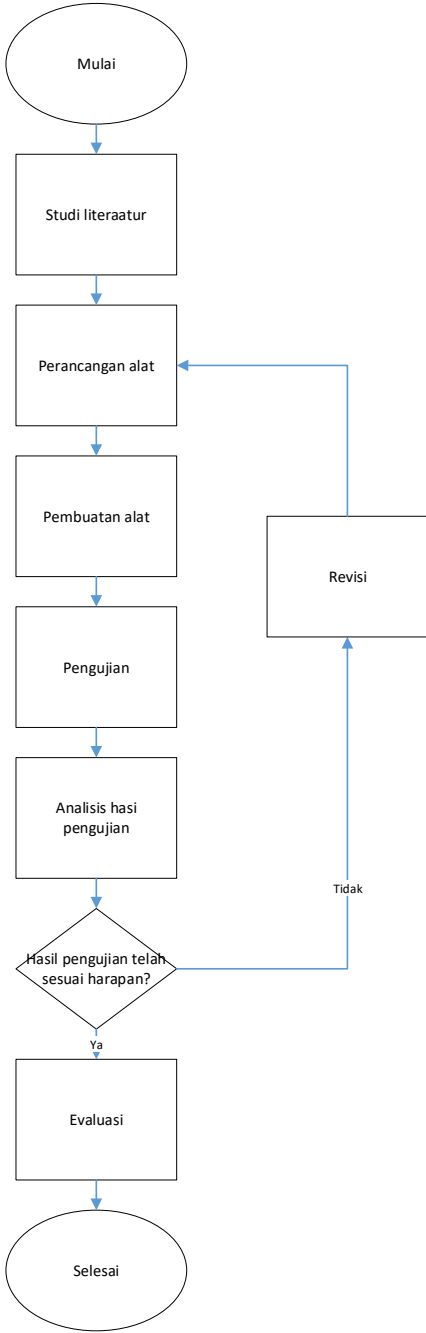 Mulai
Studi literaatur
Perancangan alat
Pembuatan alat
Revisi
Pengujian
Analisis hasi
pengujian
Tidak
Hasil pengujian telah
sesuai harapan?
Ya
Evaluasi
Selesai